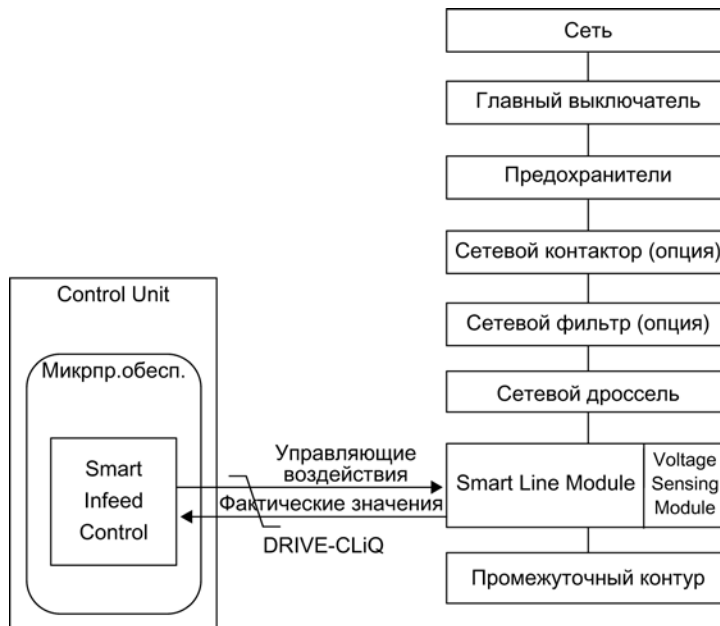 Сеть
Главный выключатель
Предохранители
Сетевой контактор (опция)
Сетевой фильтр (опция)
Сетевой дроссель
Control Unit
Микрпр.обесп.
Smart
Infeed
Control
Управляющие
воздействия
Фактические значения
DRIVE-CLiQ
Smart Line Module
Voltage
Sensing
Module
Промежуточный контур